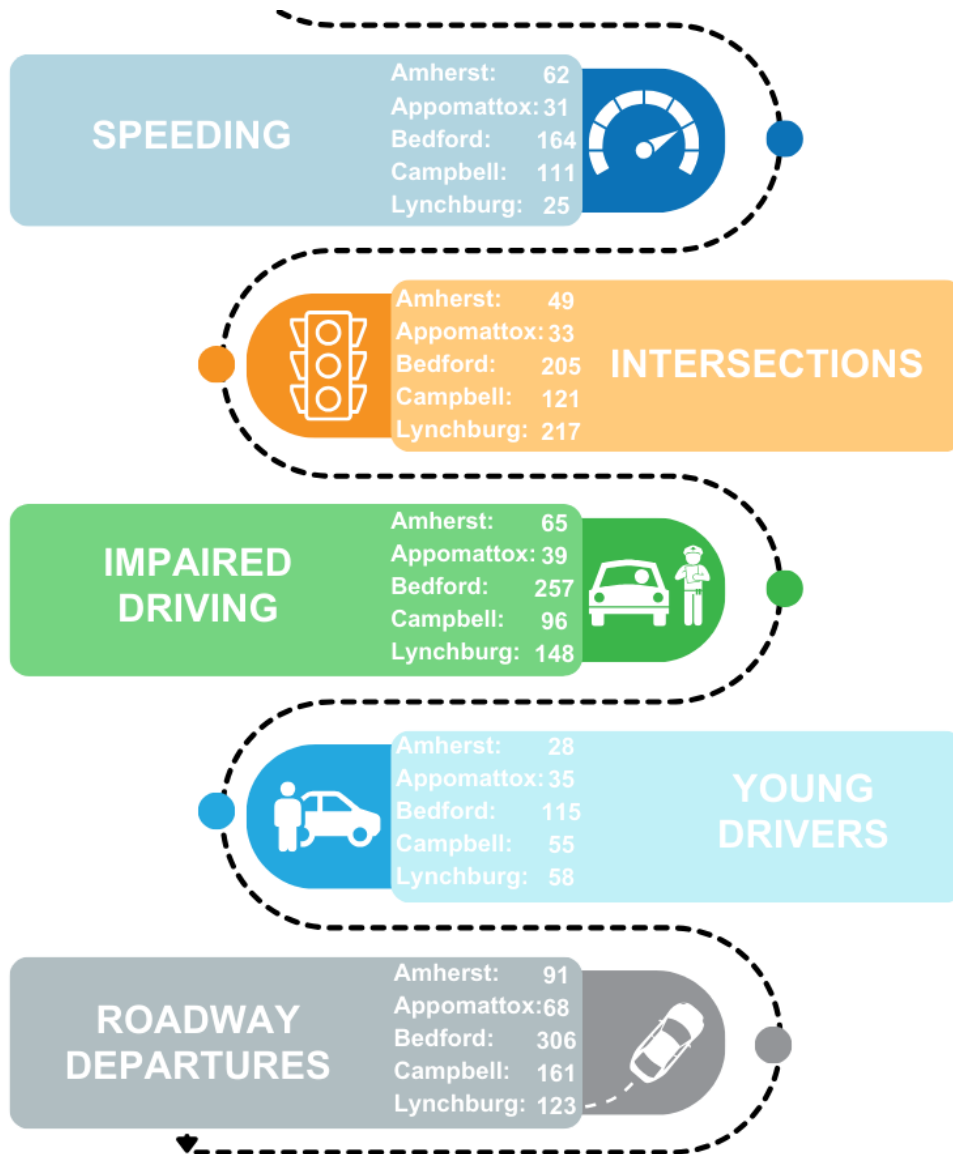 SPEEDING
Amherst: 62
Appomattox: 31
Bedford: 164
Campbell: 111
Lynchburg: 25
Amherst: 49
Appomattox: 33
Bedford: 205
Campbell: 121
Lynchburg: 217
INTERSECTIONS
IMPAIRED
DRIVING
Amherst: 65
Appomattox: 39
Bedford: 257
Campbell: 96
Lynchburg: 148
Amherst: 28
Appomattox: 35
Bedford: 115
Campbell: 55
Lynchburg: 58
YOUNG
DRIVERS
ROADWAY
DEPARTURES
Amherst: 91
Appomattox: 68
Bedford: 306
Campbell: 161
Lynchburg: 123